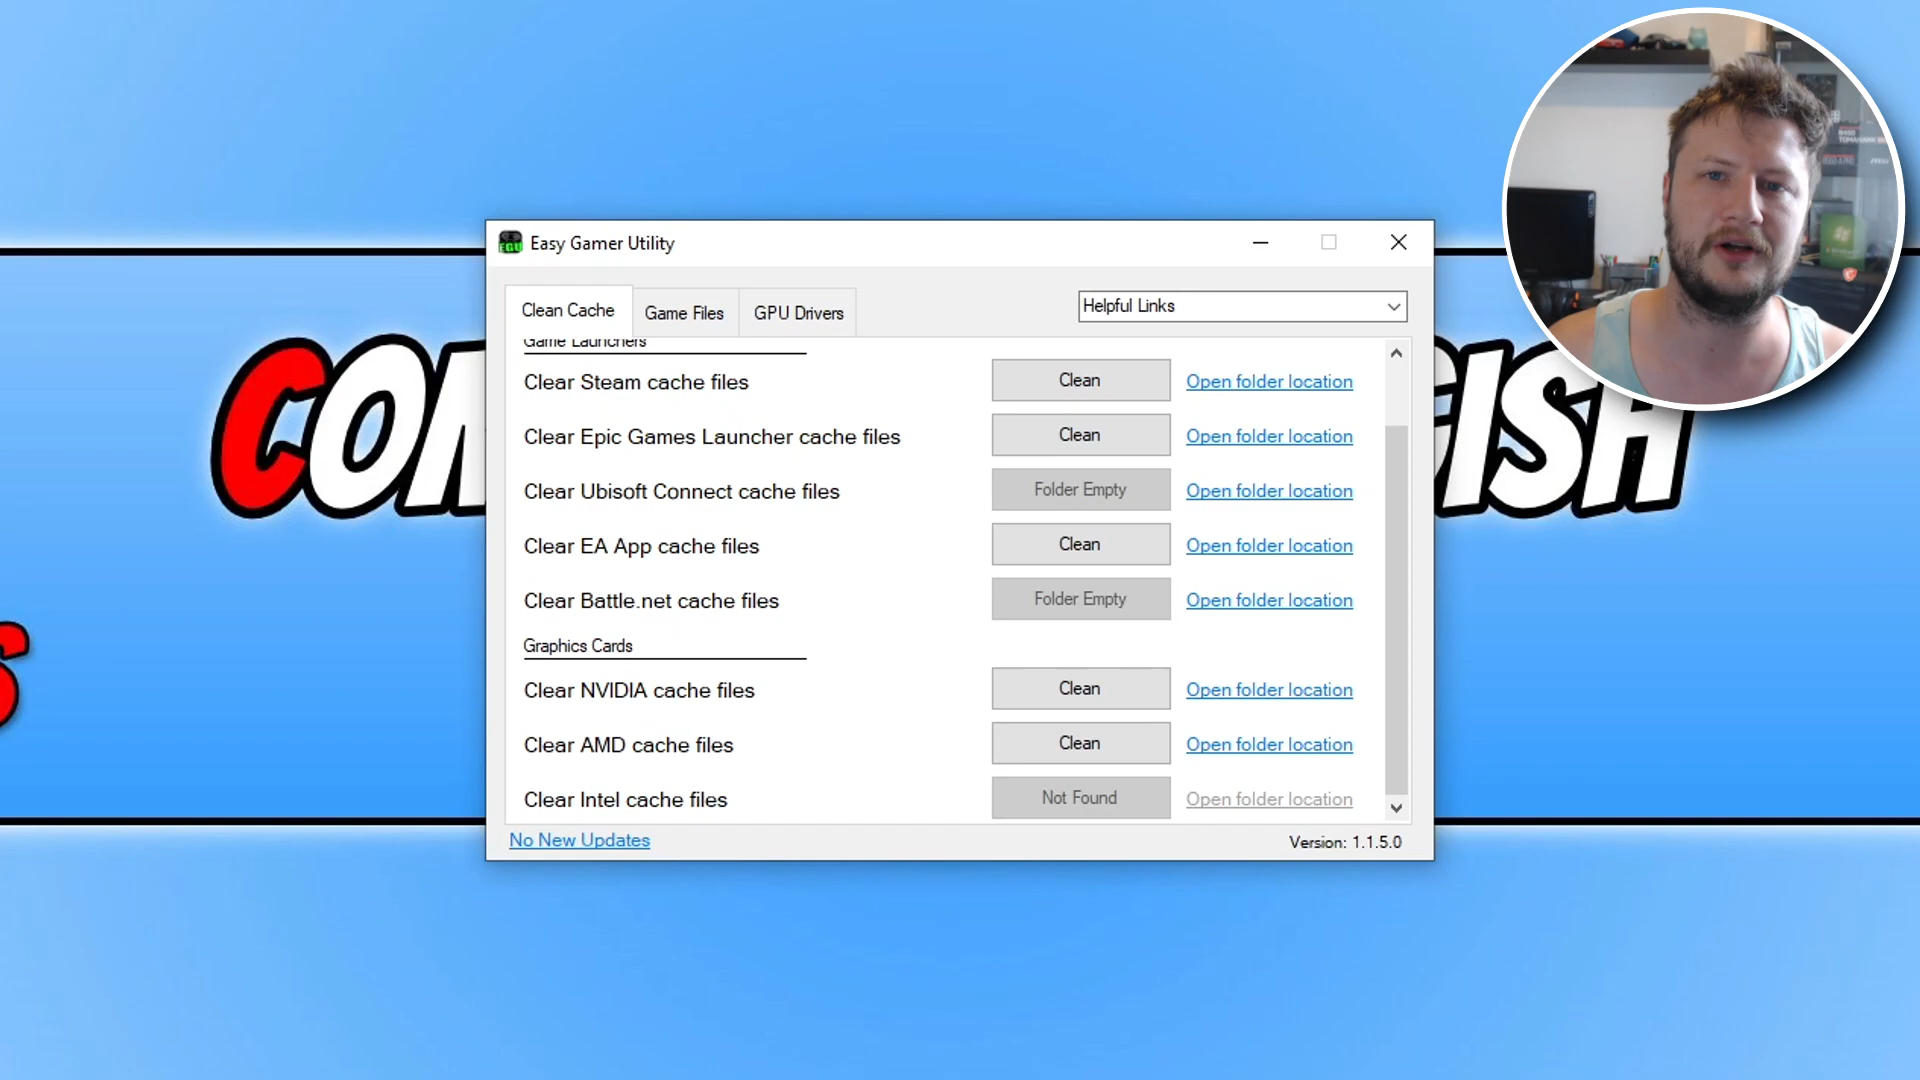 Easy Gamer Utility
Clean Cache Game Files GPU Drivers Helpful Links
Game Launchers
Clear Steam cache files Clean Open folder location
Clear Epic Games Launcher cache files Clean Open folder location
Clear Ubisoft Connect cache files Folder Empty Open folder location
Clear EA App cache files Clean Open folder location
Clear Battle.net cache files Folder Empty Open folder location
Graphics Cards
Clear NVIDIA cache files Clean Open folder location
Clear AMD cache files Clean Open folder location
Clear Intel cache files Not Found Open folder location
No New Updates Version: 1.1.5.0